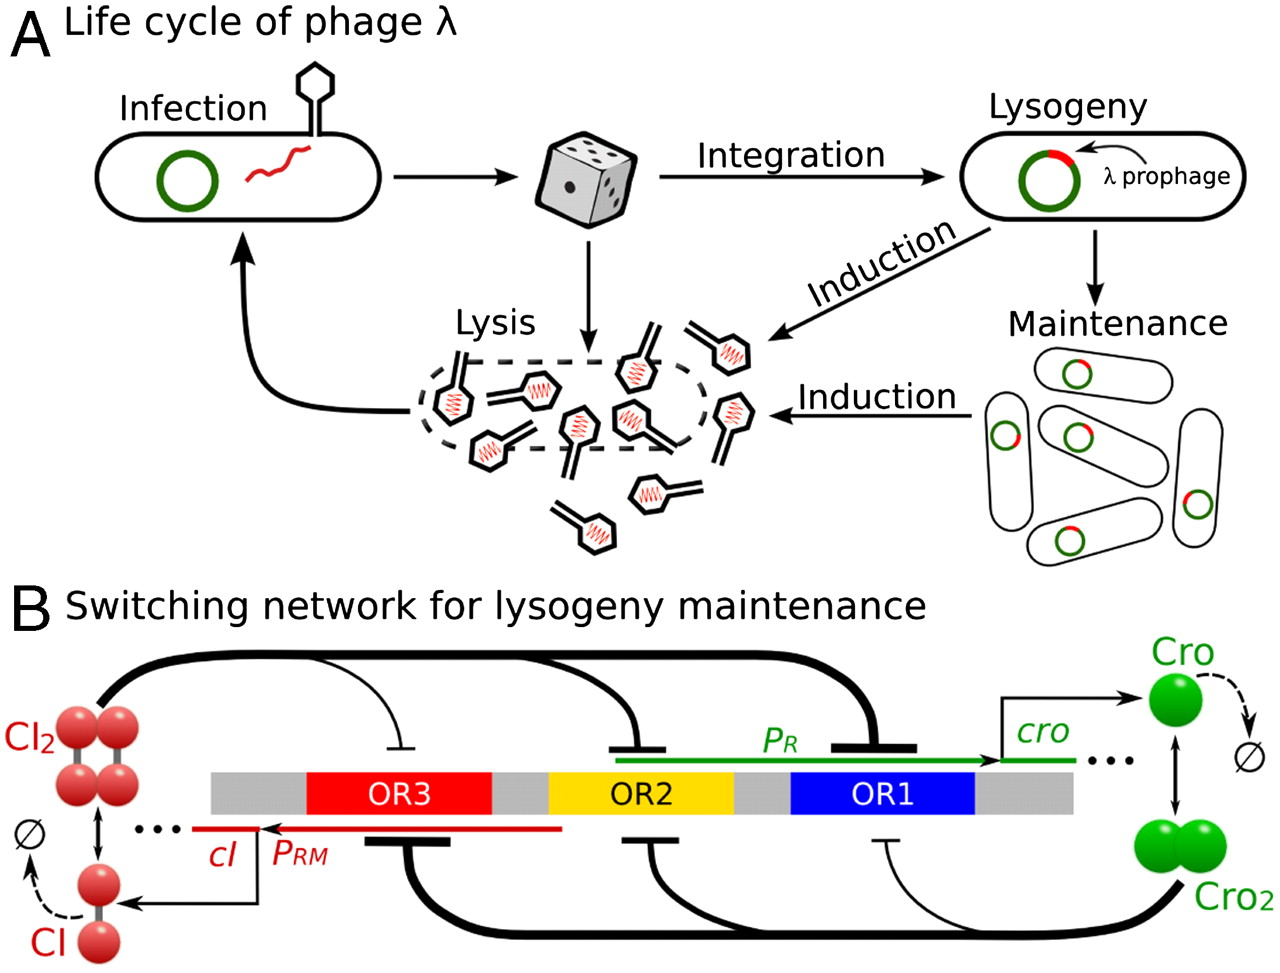 A Life cycle of phage λ
Infection
Integration
Lysogeny
λ prophage
Induction
Lysis
Maintenance
Induction
B Switching network for lysogeny maintenance
Cro
CI2
PR
cro
∅
OR3
OR2
OR1
∅
cI
PRM
Cro2
CI